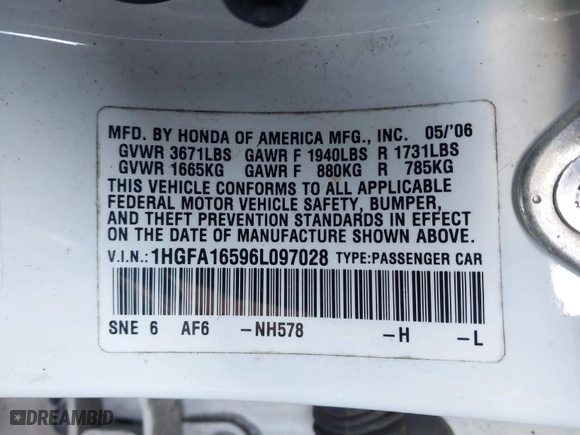 MFD. BY HONDA OF AMERICA MFG., INC. 05/'06
GVWR 3671LBS GAWR F 1940LBS R 1731LBS
GVWR 1665KG GAWR F 880KG R 785KG
THIS VEHICLE CONFORMS TO ALL APPLICABLE
FEDERAL MOTOR VEHICLE SAFETY, BUMPER,
AND THEFT PREVENTION STANDARDS IN EFFECT
ON THE DATE OF MANUFACTURE SHOWN ABOVE.
V.I.N.:1HGFA16596L097028 TYPE:PASSENGER CAR
SNE 6 AF6 -NH578 -H -L
DREAMBID